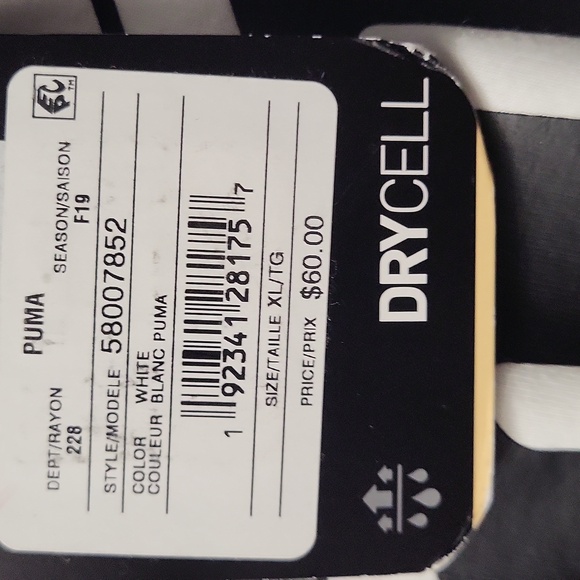 PUMA
DEPT/RAYON SEASON/SAISON
228 F19
STYLE/MODELE 58007852
COLOR WHITE
COULEUR BLANC PUMA
1 92341 28175 7
SIZE/TAILLE XL/TG
PRICE/PRIX $60.00
DRYCELL